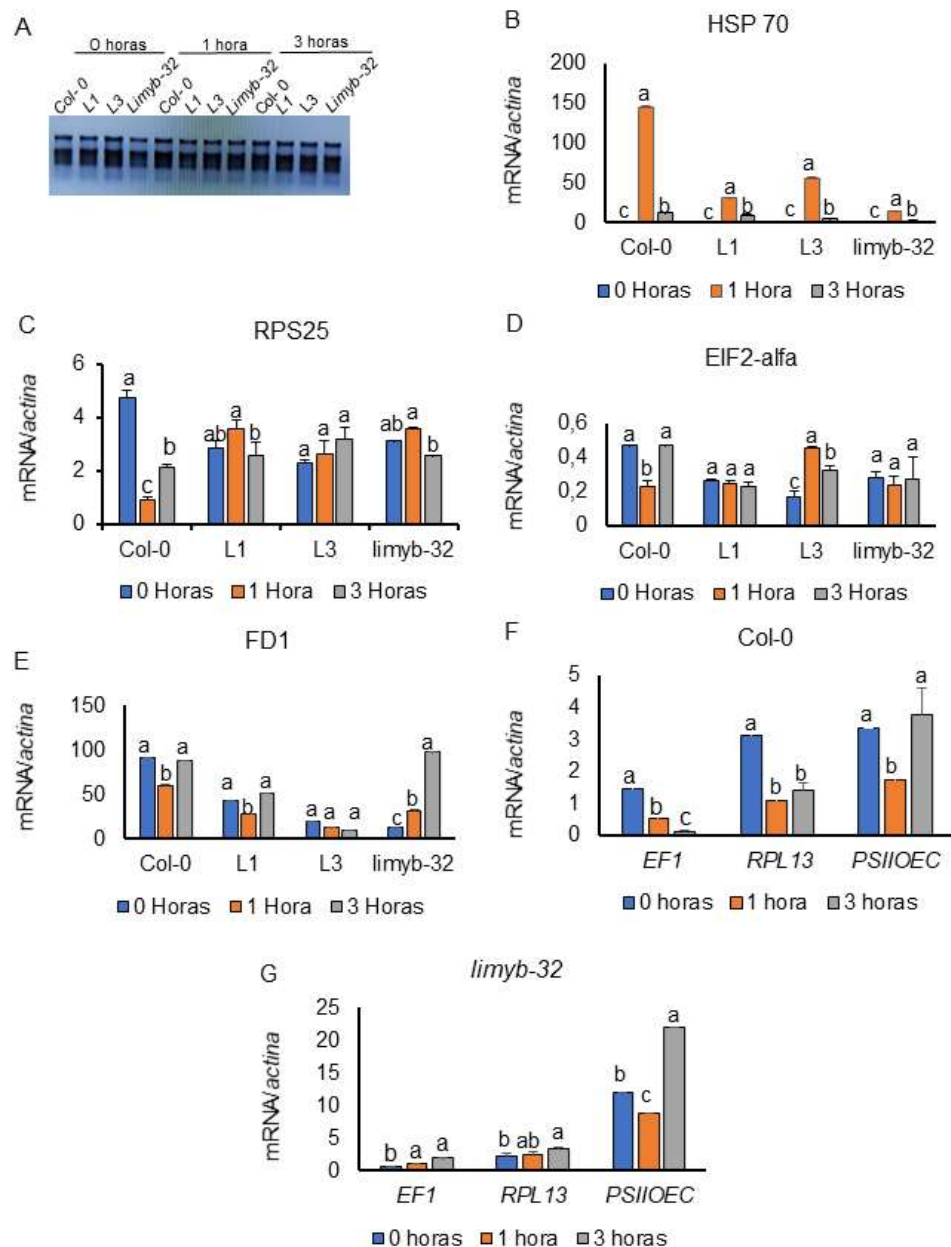 A
0 horas 1 hora 3 horas
Col-0 L1 L3 Limyb-32 Col-0 L1 L3 Limyb-32 Col-0 L1 L3 Limyb-32
B
HSP 70
mRNA/actina
200
150
100
50
0
c a b c a b c a b c a b
Col-0 L1 L3 limyb-32
0 Horas 1 Hora 3 Horas
C
RPS25
mRNA/actina
6
4
2
0
a c b ab a b a a a ab a b
Col-0 L1 L3 limyb-32
0 Horas 1 Hora 3 Horas
D
EIF2-alfa
mRNA/actina
0,6
0,4
0,2
0
a b a a a a c a b a a a
Col-0 L1 L3 limyb-32
0 Horas 1 Hora 3 Horas
E
FD1
mRNA/actina
150
100
50
0
a b a a b a a a a c b a
Col-0 L1 L3 limyb-32
0 Horas 1 Hora 3 Horas
F
Col-0
mRNA/actina
5
4
3
2
1
0
a b c a b b a b a
EF1 RPL13 PSIIOEC
0 horas 1 hora 3 horas
G
limyb-32
mRNA/actina
25
20
15
10
5
0
b a a b ab a b c a
EF1 RPL13 PSIIOEC
0 horas 1 hora 3 horas